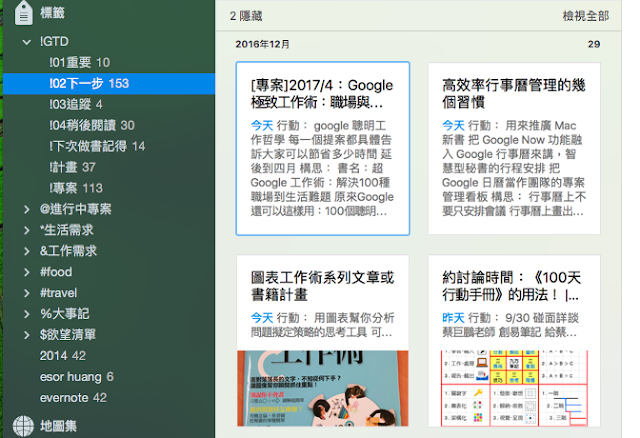 標籤
!GTD
!01重要 10
!02下一步 153
!03追蹤 4
!04稍後閱讀 30
!下次做書記得 14
!計畫 37
!專案 113
@進行中專案
*生活需求
&工作需求
#food
#travel
%大事記
$欲望清單
2014 42
esor huang 6
evernote 42
地圖集
2 隱藏
檢視全部
2016年12月
29
[專案]2017/4：Google
極致工作術：職場與...
今天 行動： google 聰明工
作哲學 每一個提案都具體告
訴大家可以節省多少時間 延
後到四月 構思： 書名：超
Google 工作術：解決100種
職場到生活難題 原來Google
還可以這樣用：100個聰明...
高效率行事曆管理的幾
個習慣
今天 行動： 用來推廣 Mac
新書 把 Google Now 功能融
入 Google 行事曆來講，智
慧型秘書的行程安排 把
Google 日曆當作團隊的專案
管理看板 構思： 行事曆上不
要只安排會議 行事曆上畫出...
圖表工作術系列文章或
書籍計畫
今天 行動： 用圖表幫你分析
問題擬定策略的思考工具 可...
工作術
約討論時間：《100天
行動手冊》的用法！|...
昨天 行動： 9/30 碰面詳談
蔡巨鵬老師 創易筆記 給蔡...